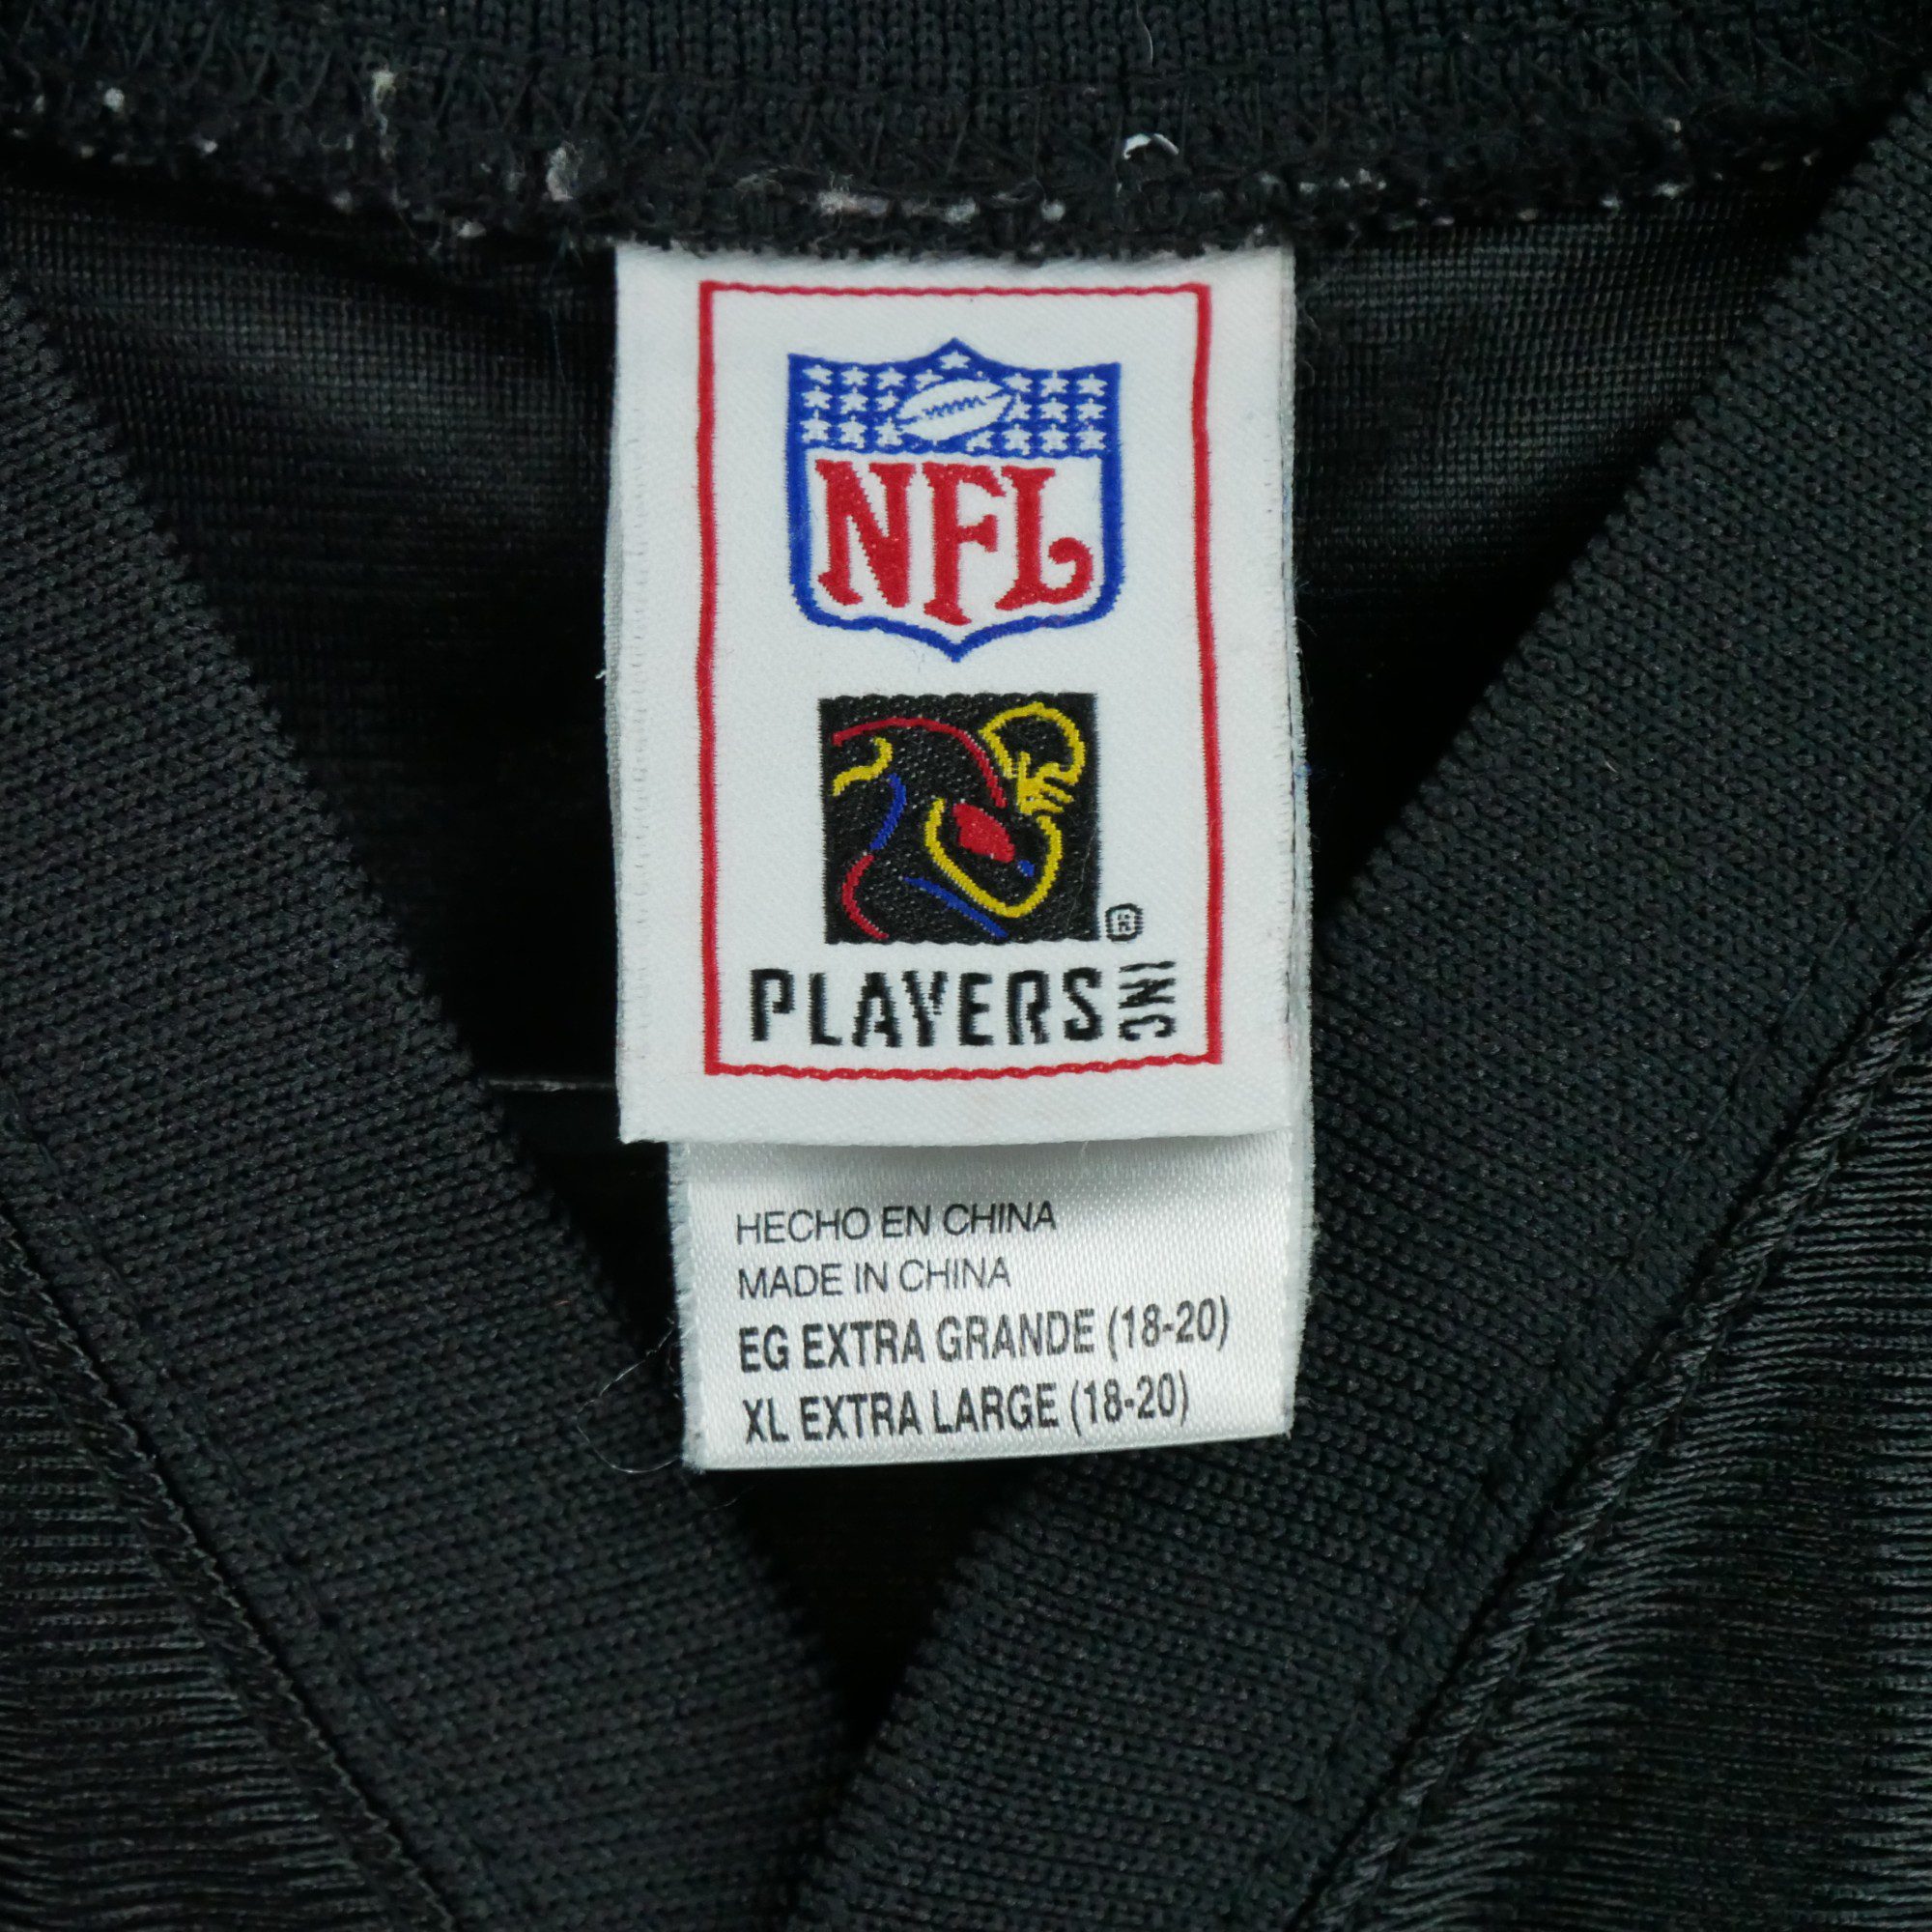 NFL
®
PLAYERS INC
HECHO EN CHINA
MADE IN CHINA
EG EXTRA GRANDE (18-20)
XL EXTRA LARGE (18-20)